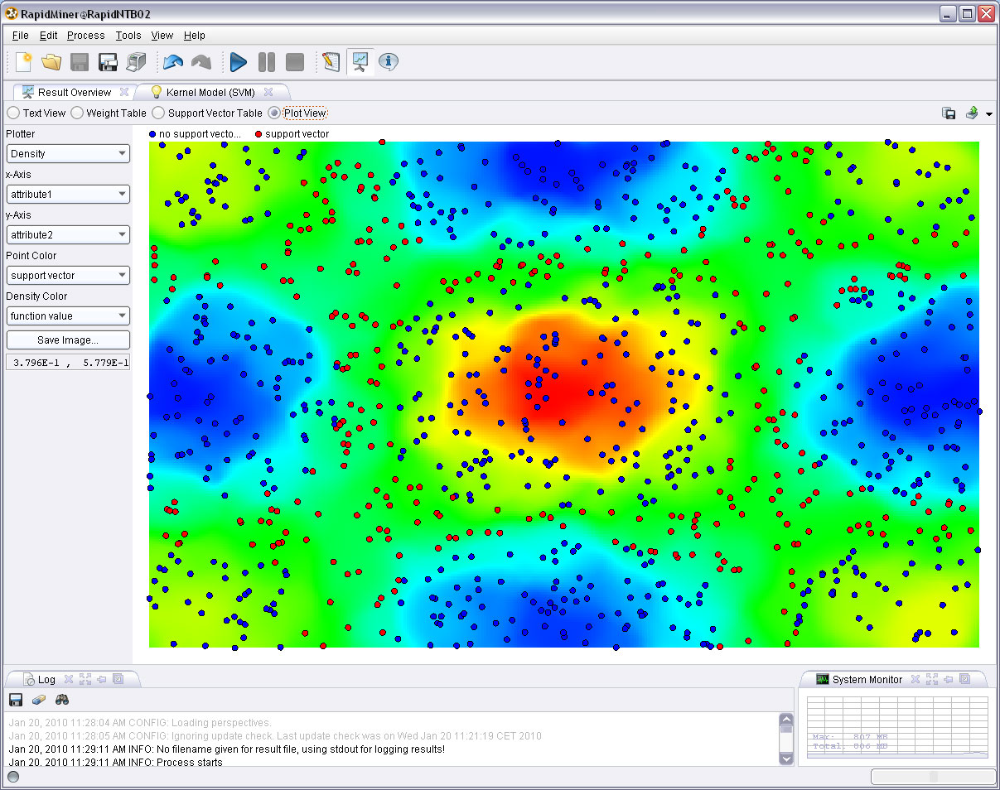 RapidMiner@RapidNTB02
File Edit Process Tools View Help
Result Overview Kernel Model (SVM)
Text View Weight Table Support Vector Table Plot View
Plotter
Density
x-Axis
attribute1
y-Axis
attribute2
Point Color
support vector
Density Color
function value
Save Image...
3.796E-1 , 5.779E-1
no support vecto... support vector
Log
Jan 20, 2010 11:28:04 AM CONFIG: Loading perspectives.
Jan 20, 2010 11:28:05 AM CONFIG: Ignoring update check. Last update check was on Wed Jan 20 11:21:19 CET 2010
Jan 20, 2010 11:29:11 AM INFO: No filename given for result file, using stdout for logging results!
Jan 20, 2010 11:29:11 AM INFO: Process starts
System Monitor
Max: 807 MB
Total: 806 MB